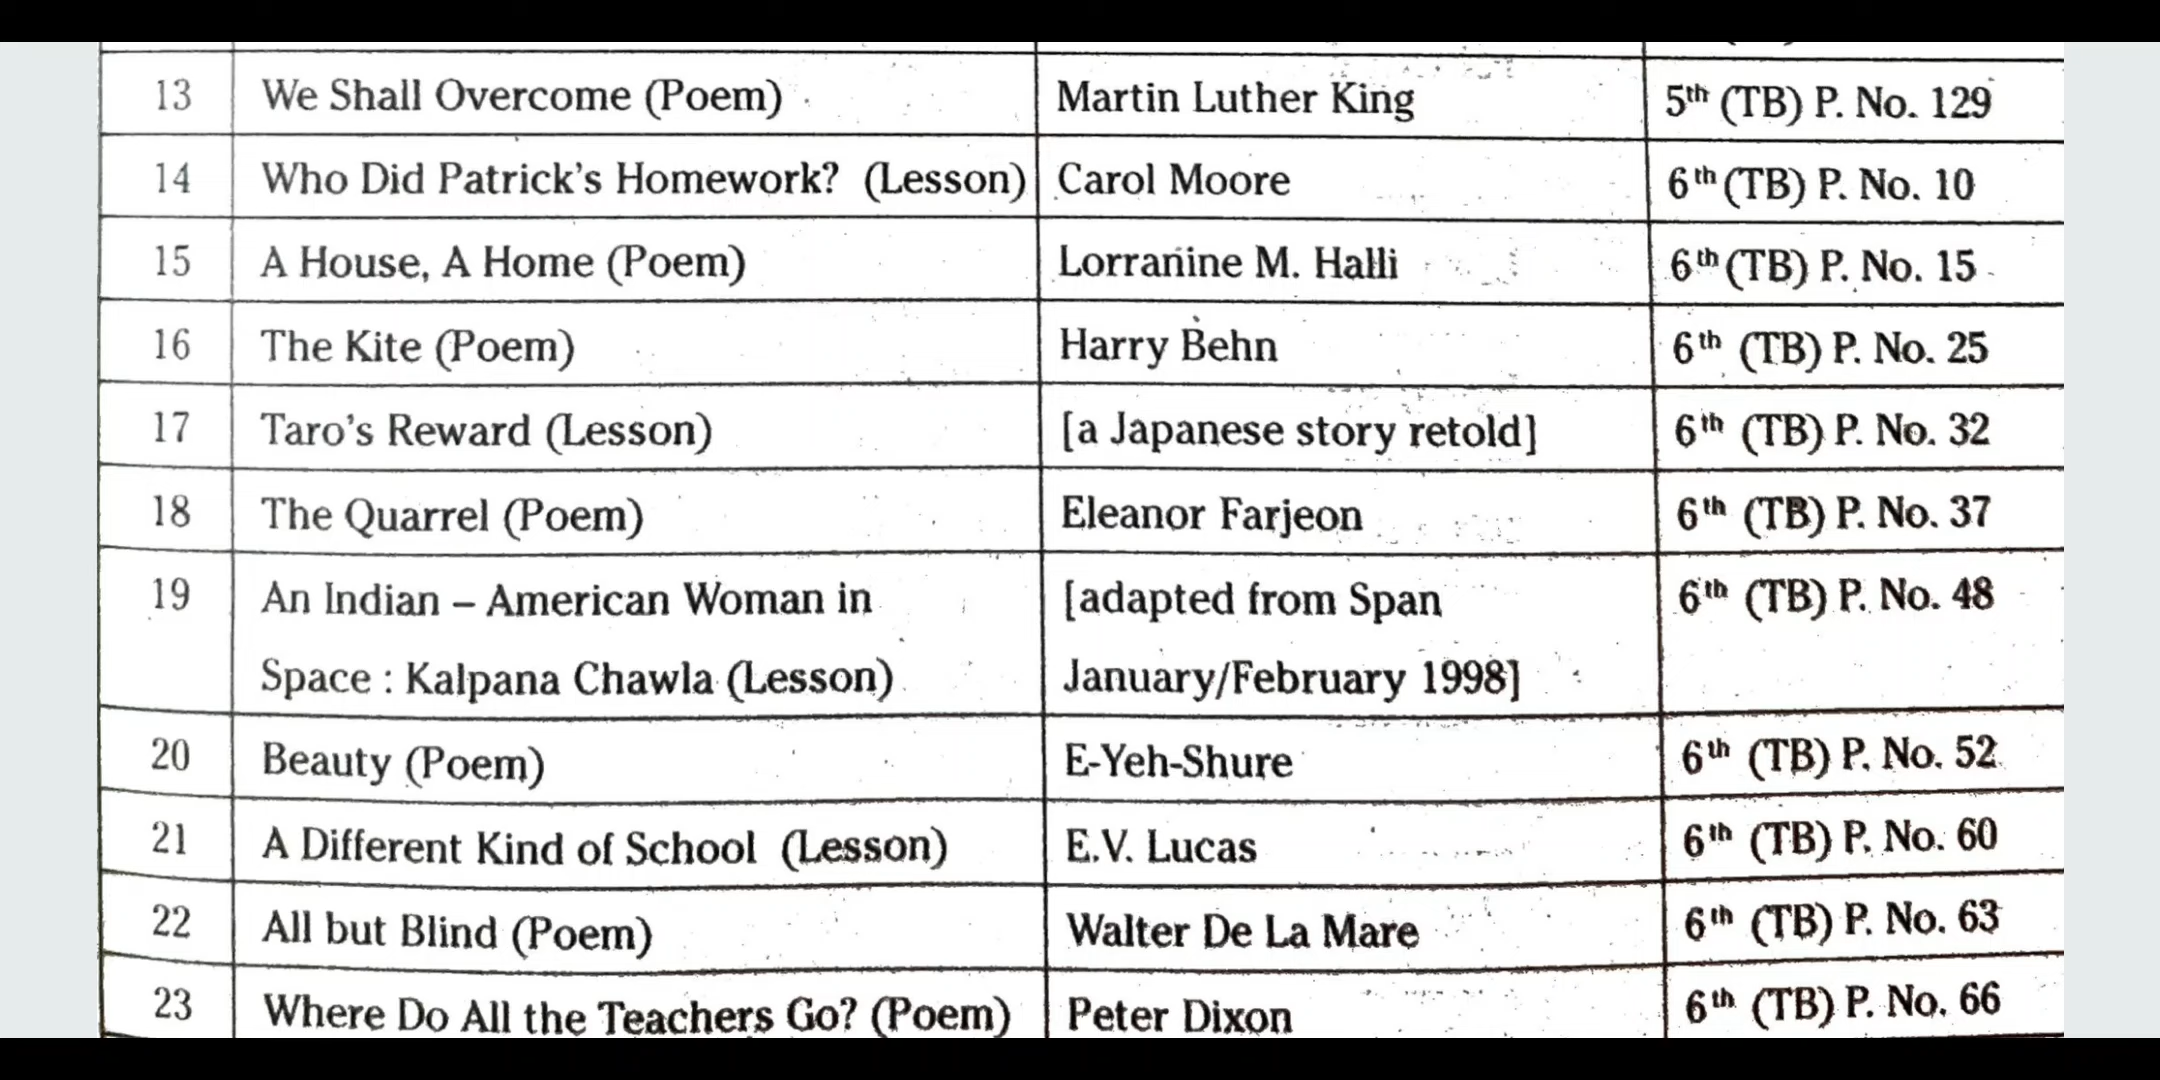 13 We Shall Overcome (Poem) Martin Luther King 5th (TB) P. No. 129
14 Who Did Patrick's Homework? (Lesson) Carol Moore 6th (TB) P. No. 10
15 A House, A Home (Poem) Lorranine M. Halli 6th (TB) P. No. 15
16 The Kite (Poem) Harry Behn 6th (TB) P. No. 25
17 Taro's Reward (Lesson) [a Japanese story retold] 6th (TB) P. No. 32
18 The Quarrel (Poem) Eleanor Farjeon 6th (TB) P. No. 37
19 An Indian – American Woman in [adapted from Span 6th (TB) P. No. 48
Space : Kalpana Chawla (Lesson) January/February 1998]
20 Beauty (Poem) E-Yeh-Shure 6th (TB) P. No. 52
21 A Different Kind of School (Lesson) E.V. Lucas 6th (TB) P. No. 60
22 All but Blind (Poem) Walter De La Mare 6th (TB) P. No. 63
23 Where Do All the Teachers Go? (Poem) Peter Dixon 6th (TB) P. No. 66